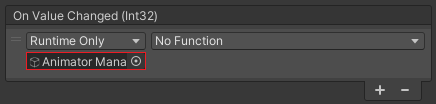 On Value Changed (Int32)
Runtime Only No Function
Animator Mana